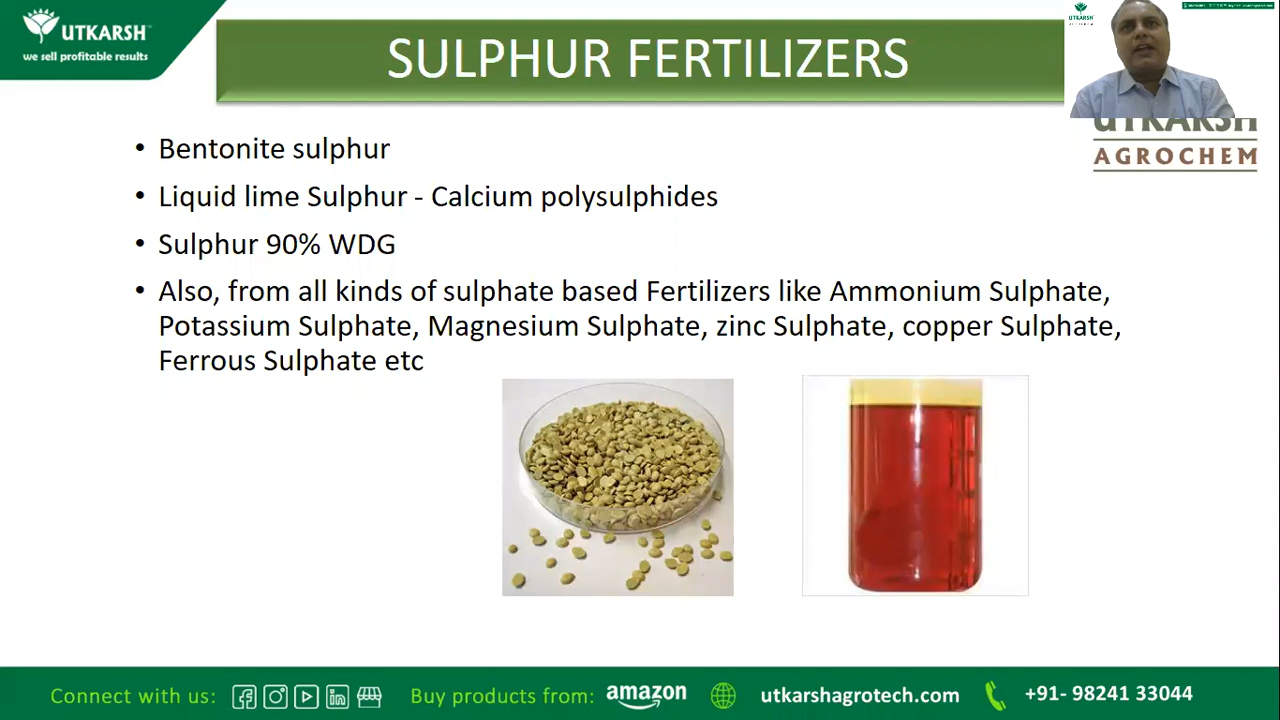 UTKARSH
we sell profitable results
SULPHUR FERTILIZERS
UTKARSH
UTKARSH
AGROCHEM
• Bentonite sulphur
• Liquid lime Sulphur - Calcium polysulphides
• Sulphur 90% WDG
• Also, from all kinds of sulphate based Fertilizers like Ammonium Sulphate,
Potassium Sulphate, Magnesium Sulphate, zinc Sulphate, copper Sulphate,
Ferrous Sulphate etc
Connect with us: Buy products from: amazon utkarshagrotech.com +91- 98241 33044